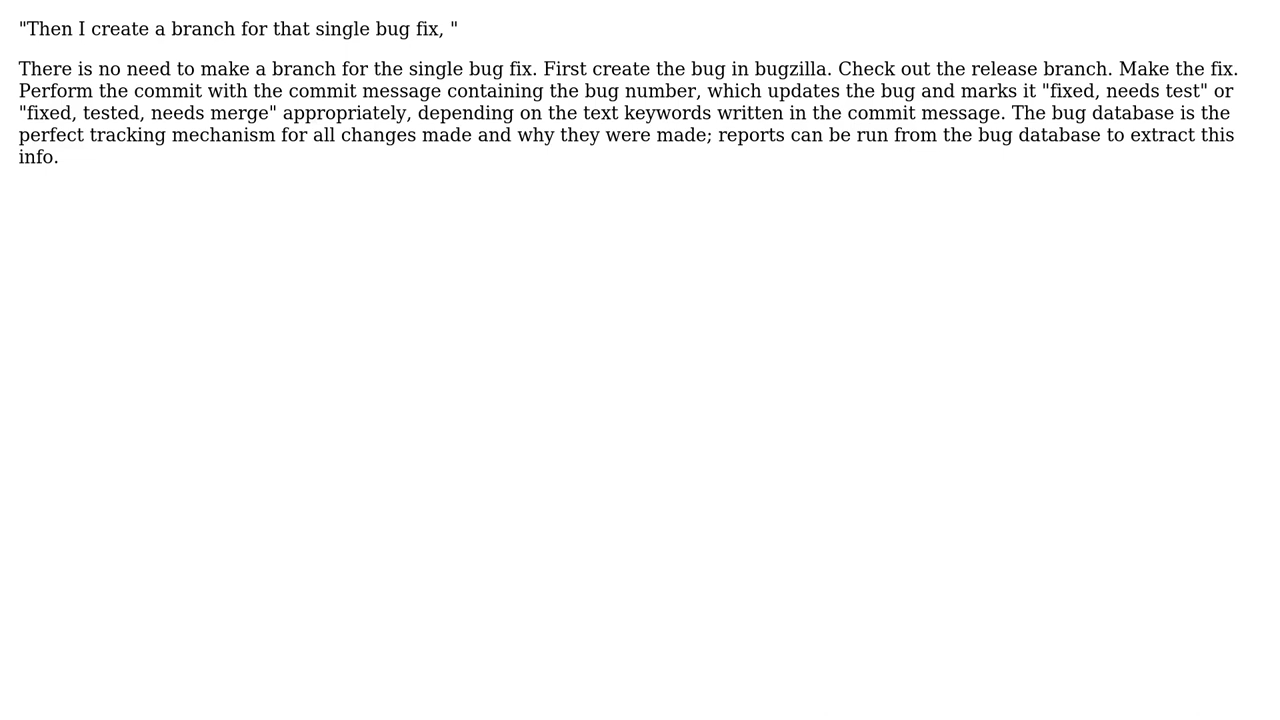 "Then I create a branch for that single bug fix, "
There is no need to make a branch for the single bug fix. First create the bug in bugzilla. Check out the release branch. Make the fix.
Perform the commit with the commit message containing the bug number, which updates the bug and marks it "fixed, needs test" or
"fixed, tested, needs merge" appropriately, depending on the text keywords written in the commit message. The bug database is the
perfect tracking mechanism for all changes made and why they were made; reports can be run from the bug database to extract this
info.